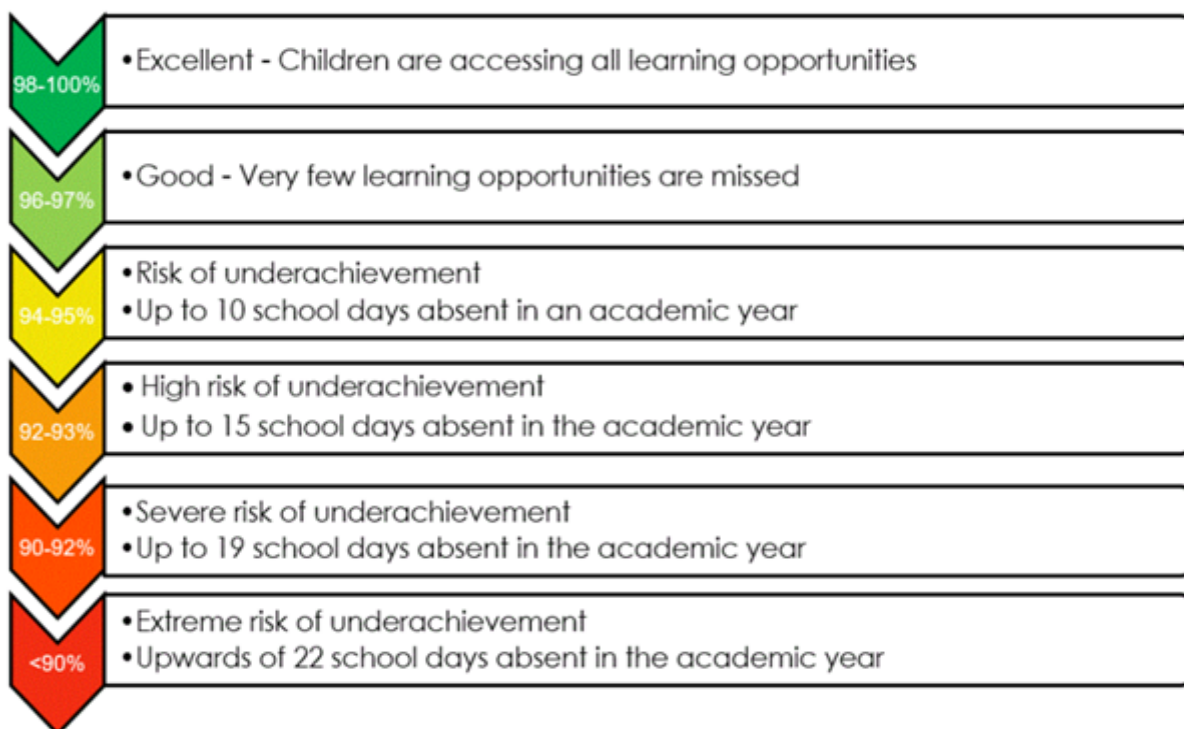 98-100%
•Excellent - Children are accessing all learning opportunities
96-97%
•Good - Very few learning opportunities are missed
94-95%
•Risk of underachievement
•Up to 10 school days absent in an academic year
92-93%
• High risk of underachievement
• Up to 15 school days absent in the academic year
90-92%
•Severe risk of underachievement
•Up to 19 school days absent in the academic year
<90%
•Extreme risk of underachievement
•Upwards of 22 school days absent in the academic year